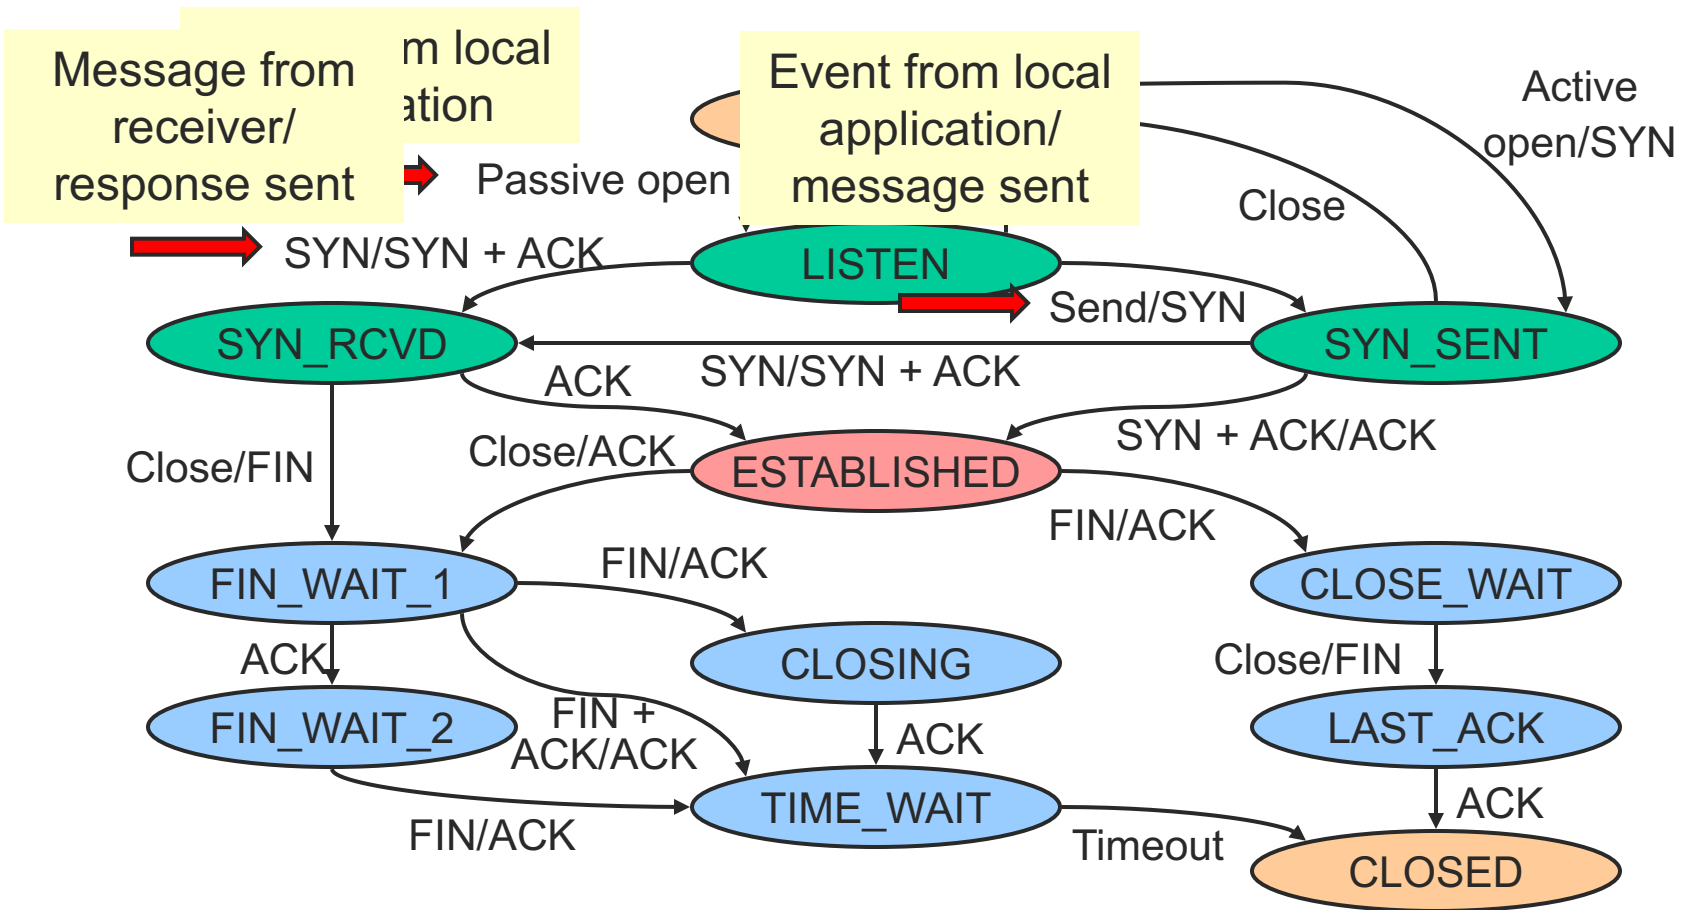 m local
ation
Message from
receiver/
response sent
Event from local
application/
message sent
Active
open/SYN
Passive open
Close
SYN/SYN + ACK
LISTEN
Send/SYN
SYN_RCVD
SYN_SENT
ACK
SYN/SYN + ACK
SYN + ACK/ACK
Close/FIN
Close/ACK
ESTABLISHED
FIN/ACK
FIN/ACK
FIN_WAIT_1
CLOSE_WAIT
ACK
CLOSING
Close/FIN
FIN_WAIT_2
FIN +
ACK/ACK
ACK
LAST_ACK
FIN/ACK
TIME_WAIT
Timeout
ACK
CLOSED